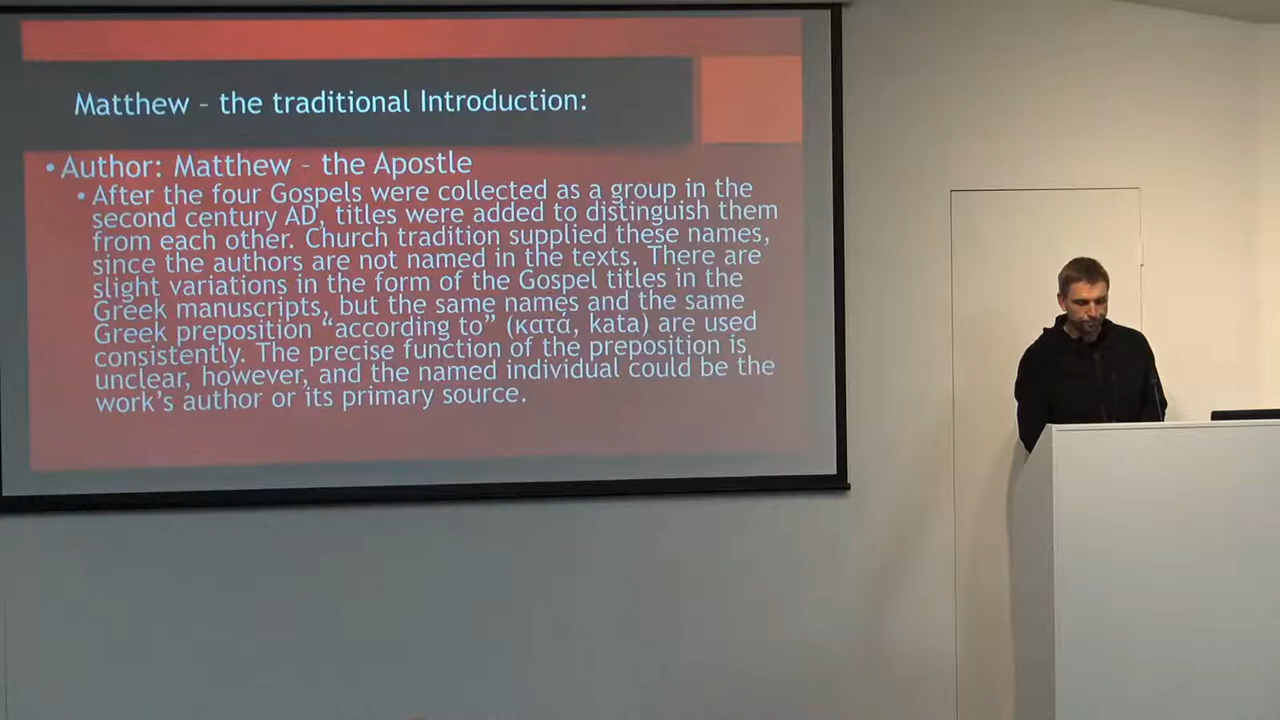 Matthew – the traditional Introduction:
•Author: Matthew – the Apostle
•After the four Gospels were collected as a group in the
second century AD, titles were added to distinguish them
from each other. Church tradition supplied these names,
since the authors are not named in the texts. There are
slight variations in the form of the Gospel titles in the
Greek manuscripts, but the same names and the same
Greek preposition “according to” (κατά, kata) are used
consistently. The precise function of the preposition is
unclear, however, and the named individual could be the
work’s author or its primary source.